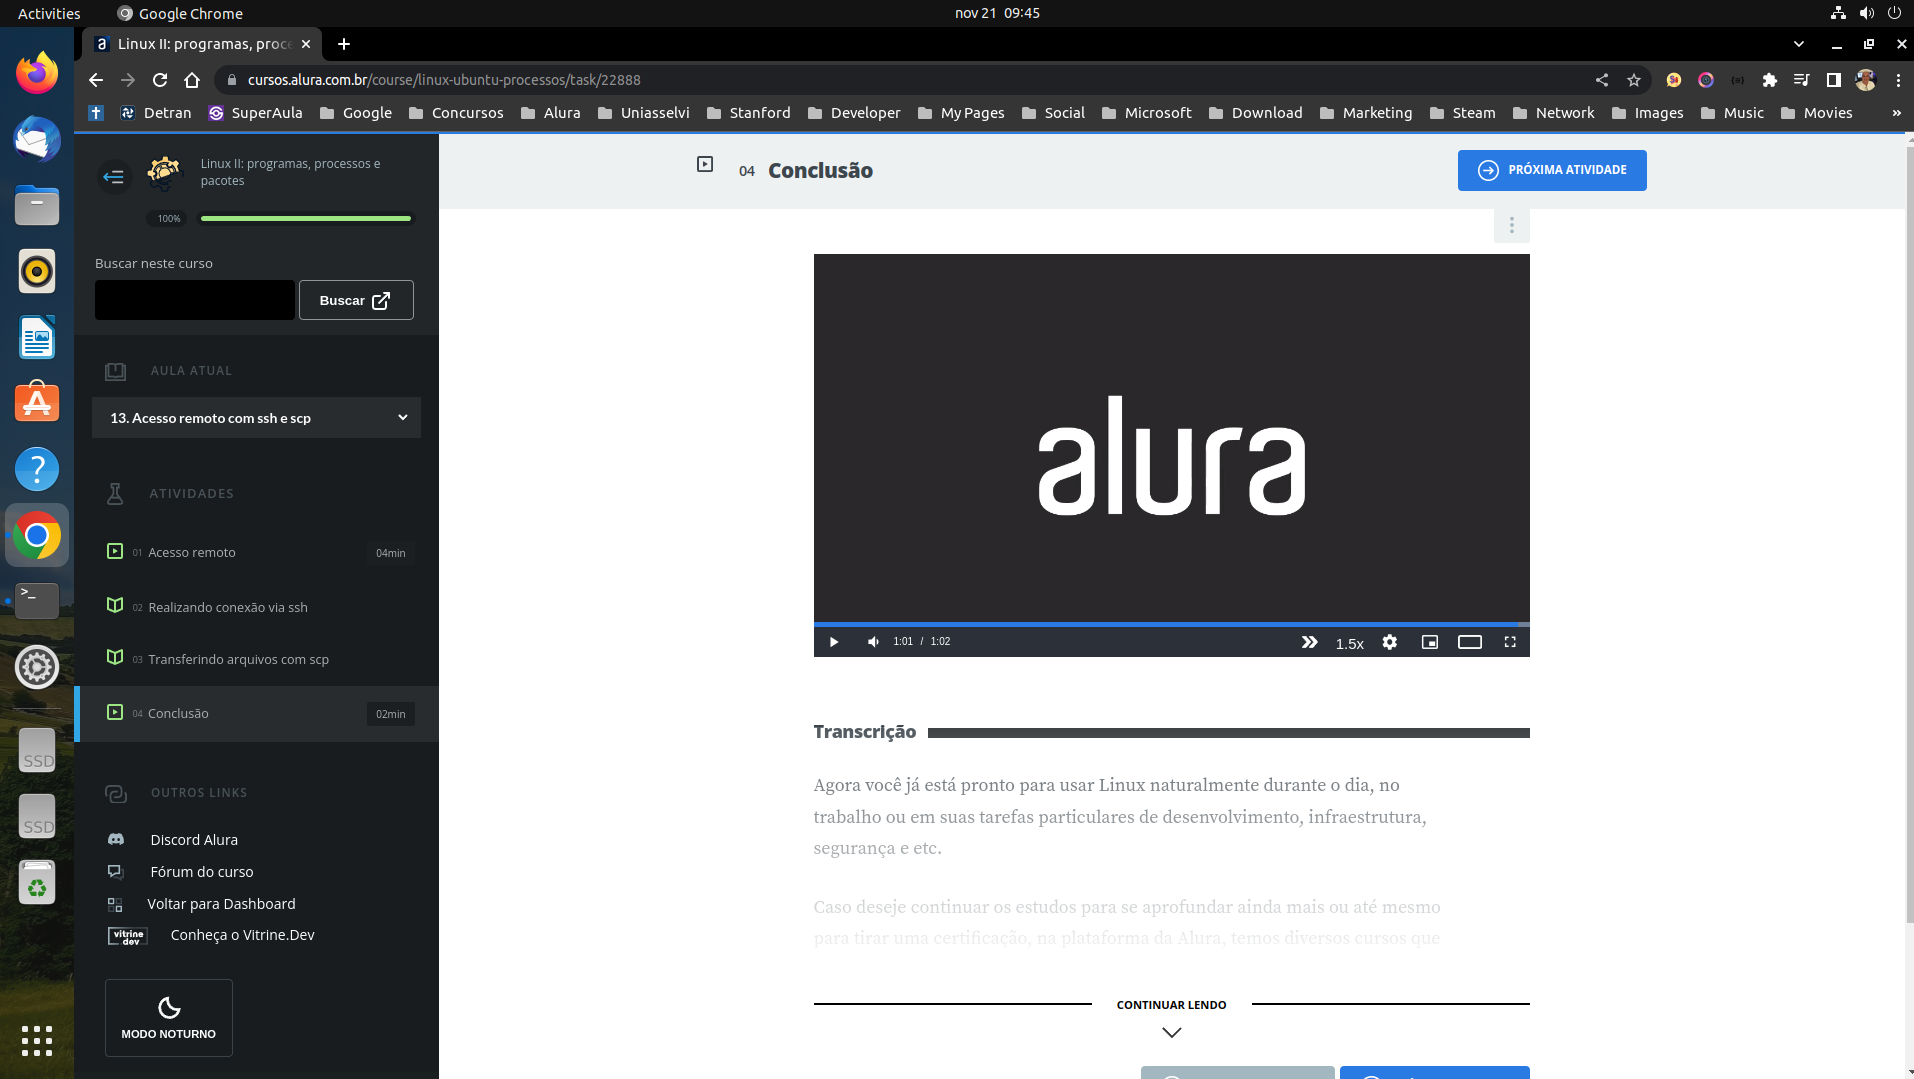 Activities
Google Chrome
nov 21 09:45
Linux II: programas, proce
cursos.alura.com.br/course/linux-ubuntu-processos/task/22888
Detran
SuperAula
Google
Concursos
Alura
Uniasselvi
Stanford
Developer
My Pages
Social
Microsoft
Download
Marketing
Steam
Network
Images
Music
Movies
»
Linux II: programas, processos e
pacotes
100%
Buscar neste curso
Buscar
AULA ATUAL
13. Acesso remoto com ssh e scp
ATIVIDADES
01 Acesso remoto 04min
02 Realizando conexão via ssh
03 Transferindo arquivos com scp
04 Conclusão 02min
OUTROS LINKS
Discord Alura
Fórum do curso
Voltar para Dashboard
vitrine
dev
Conheça o Vitrine.Dev
MODO NOTURNO
04 Conclusão
PRÓXIMA ATIVIDADE
alura
1:01 / 1:02
1.5x
Transcrição
Agora você já está pronto para usar Linux naturalmente durante o dia, no
trabalho ou em suas tarefas particulares de desenvolvimento, infraestrutura,
segurança e etc.
Caso deseje continuar os estudos para se aprofundar ainda mais ou até mesmo
para tirar uma certificação, na plataforma da Alura, temos diversos cursos que
CONTINUAR LENDO
SSD
SSD